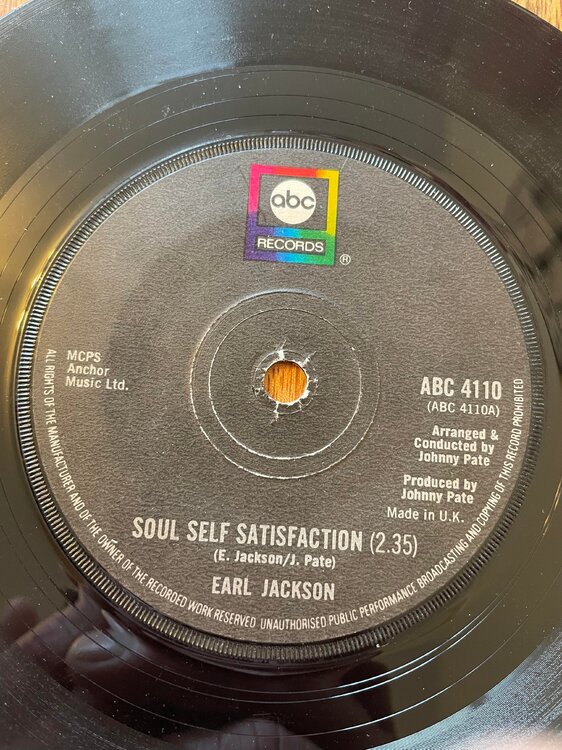 abc
RECORDS
®
MCPS
Anchor
Music Ltd.
ABC 4110
(ABC 4110A)
Arranged &
Conducted by
Johnny Pate
Produced by
Johnny Pate
Made in U.K.
SOUL SELF SATISFACTION (2.35)
(E. Jackson/J. Pate)
EARL JACKSON
ALL RIGHTS OF THE MANUFACTURER AND OF THE OWNER OF THE RECORDED WORK RESERVED UNAUTHORISED PUBLIC PERFORMANCE BROADCASTING AND COPYING OF THIS RECORD PROHIBITED